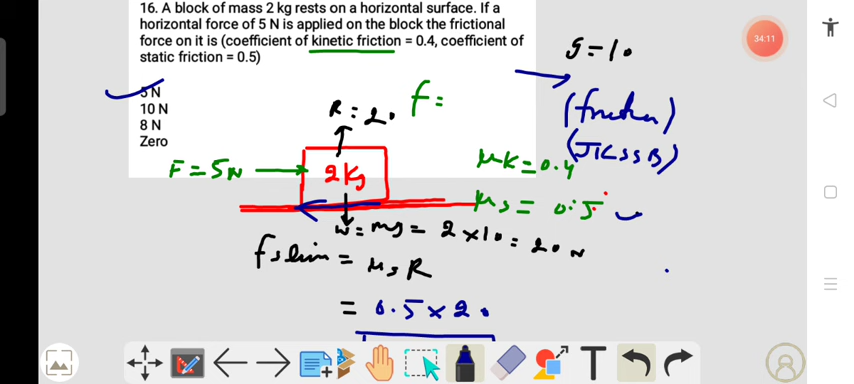 16. A block of mass 2 kg rests on a horizontal surface. If a
horizontal force of 5 N is applied on the block the frictional
force on it is (coefficient of kinetic friction = 0.4, coefficient of
static friction = 0.5)
5 N
10 N
8 N
Zero
34:11
g = 10
(friction)
(JKSSB)
R = 20
f =
F = 5N
2 Kg
μK = 0.4
μs = 0.5
w = mg = 2 × 10 = 20 N
fs lim = μs R
= 0.5 × 20
T